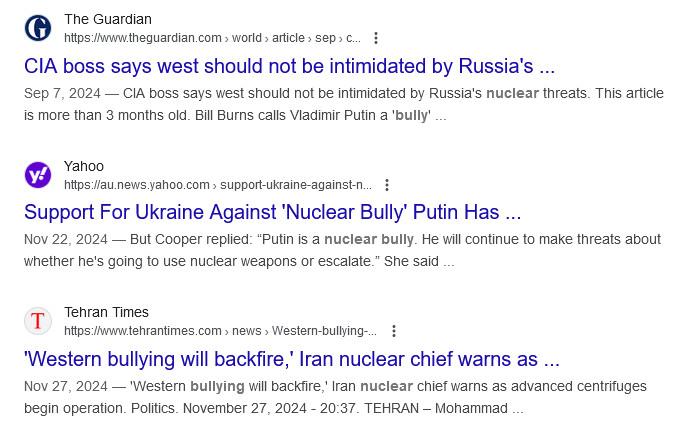 The Guardian
https://www.theguardian.com › world › article › sep › c...
CIA boss says west should not be intimidated by Russia's ...
Sep 7, 2024 — CIA boss says west should not be intimidated by Russia's nuclear threats. This article
is more than 3 months old. Bill Burns calls Vladimir Putin a 'bully' ...
y!
Yahoo
https://au.news.yahoo.com › support-ukraine-against-n...
Support For Ukraine Against 'Nuclear Bully' Putin Has ...
Nov 22, 2024 — But Cooper replied: “Putin is a nuclear bully. He will continue to make threats about
whether he's going to use nuclear weapons or escalate.” She said ...
T
Tehran Times
https://www.tehrantimes.com › news › Western-bullying-...
'Western bullying will backfire,' Iran nuclear chief warns as ...
Nov 27, 2024 — 'Western bullying will backfire,' Iran nuclear chief warns as advanced centrifuges
begin operation. Politics. November 27, 2024 - 20:37. TEHRAN – Mohammad ...